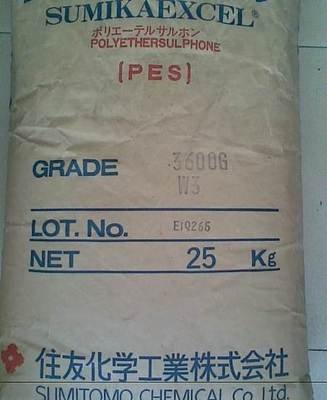 SUMIKAEXCEL®
ポリエーテルサルホン
POLYETHERSULPHONE
[PES]
GRADE 3600G
W3
LOT. No. E10265
NET 25 Kg
住友化学工業株式会社
SUMITOMO CHEMICAL Co Ltd.